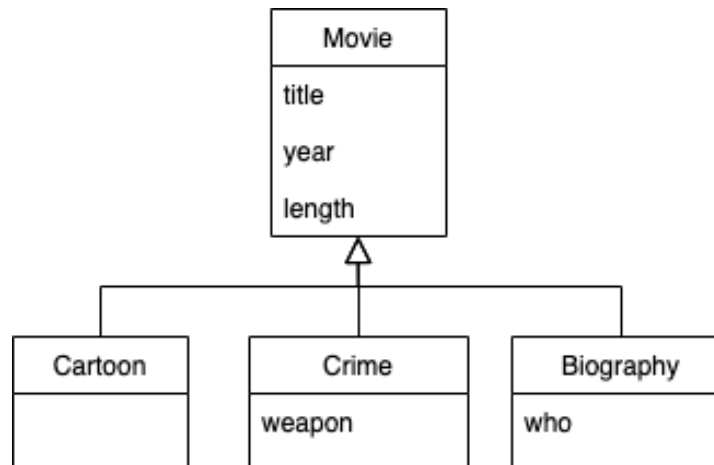 Movie
title
year
length
Cartoon
Crime
Biography
weapon
who